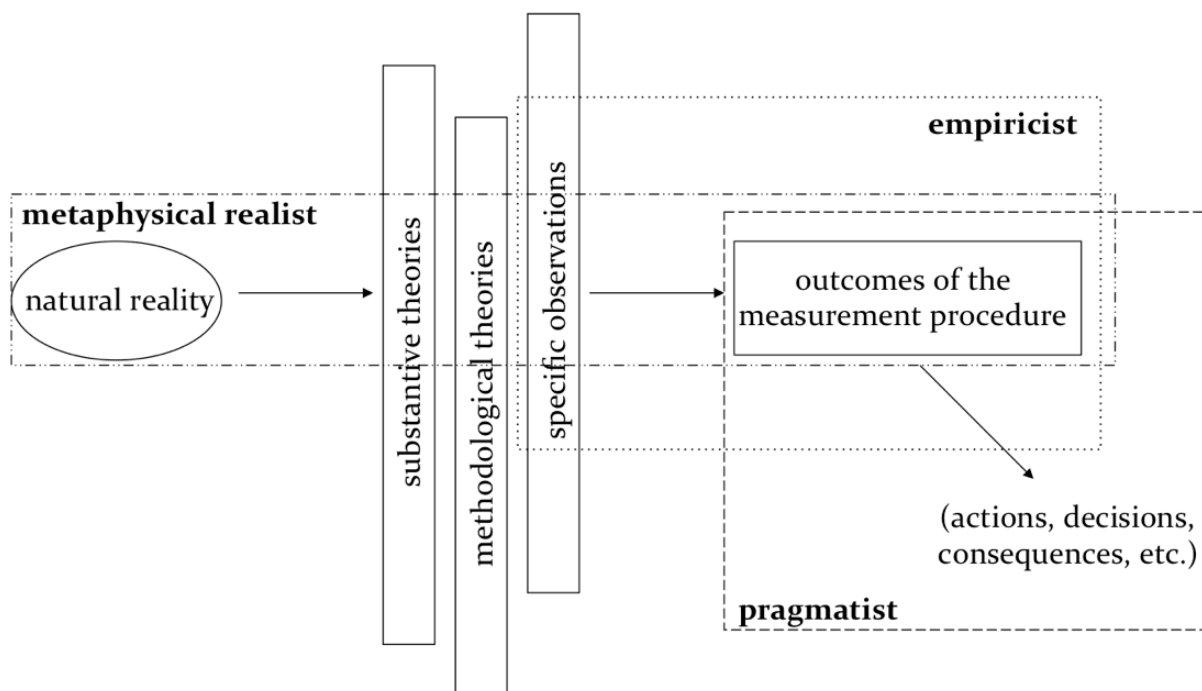 empiricist
metaphysical realist
natural reality
substantive theories
methodological theories
specific observations
outcomes of the
measurement procedure
(actions, decisions,
consequences, etc.)
pragmatist